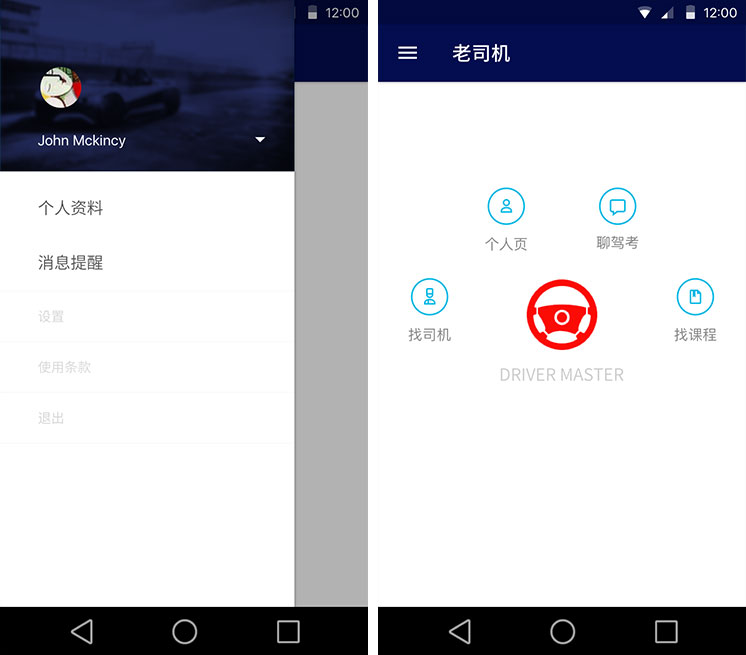 12:00
John Mckincy
个人资料
消息提醒
设置
使用条款
退出
12:00
老司机
个人页
聊驾考
找司机
找课程
DRIVER MASTER